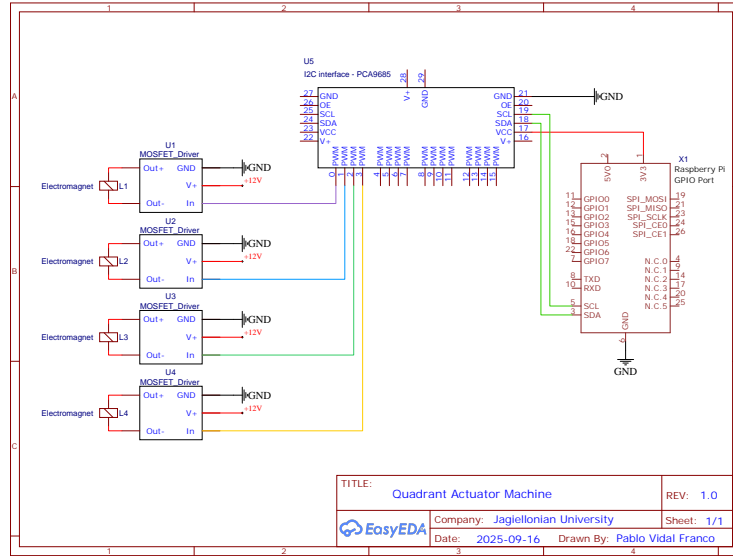 1 2 3 4
A
B
C
U5
I2C interface - PCA9685
28 29
V+ GND
27 GND
26 OE
25 SCL
24 SDA
23 VCC
22 V+
GND 21
OE 20
SCL 19
SDA 18
VCC 17
V+ 16
GND
PWM PWM PWM PWM PWM PWM PWM PWM PWM PWM PWM PWM PWM PWM PWM PWM
0 1 2 3 4 5 6 7 8 9 10 11 12 13 14 15
U1
MOSFET_Driver
Out+ GND
V+
Out- In
GND
+12V
Electromagnet L1
U2
MOSFET_Driver
Out+ GND
V+
Out- In
GND
+12V
Electromagnet L2
U3
MOSFET_Driver
Out+ GND
V+
Out- In
GND
+12V
Electromagnet L3
U4
MOSFET_Driver
Out+ GND
V+
Out- In
GND
+12V
Electromagnet L4
X1
Raspberry Pi
GPIO Port
2 1
5V0 3V3
11 GPIO0
12 GPIO1
13 GPIO2
15 GPIO3
16 GPIO4
18 GPIO5
22 GPIO6
7 GPIO7
8 TXD
10 RXD
5 SCL
3 SDA
SPI_MOSI 19
SPI_MISO 21
SPI_SCLK 23
SPI_CE0 24
SPI_CE1 26
N.C.0 4
N.C.1 9
N.C.2 14
N.C.3 17
N.C.4 20
N.C.5 25
GND
6
GND
TITLE:
Quadrant Actuator Machine
REV: 1.0
EasyEDA
Company: Jagiellonian University
Sheet: 1/1
Date: 2025-09-16 Drawn By: Pablo Vidal Franco
1 2 3 4